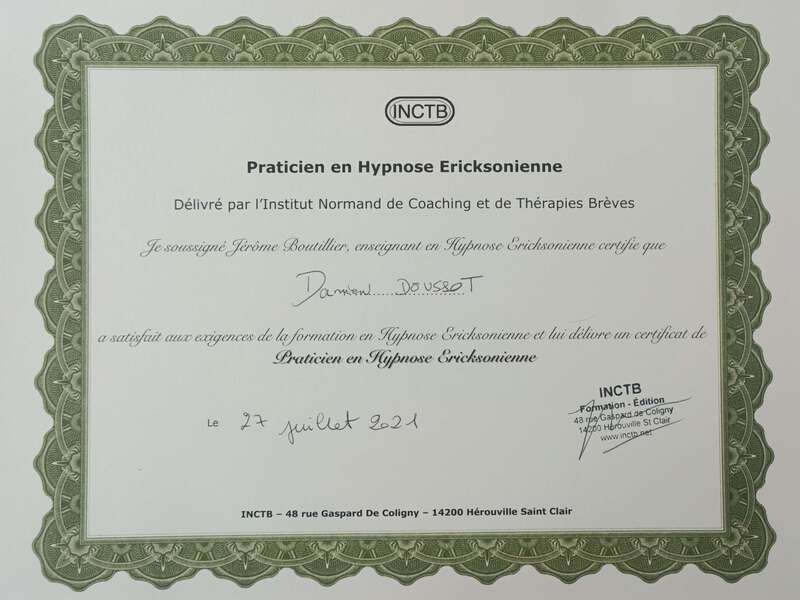 INCTB
Praticien en Hypnose Ericksonienne
Délivré par l'Institut Normand de Coaching et de Thérapies Brèves
Je soussigné Jérôme Boutillier, enseignant en Hypnose Ericksonienne certifie que
Damien DOUSSOT
a satisfait aux exigences de la formation en Hypnose Ericksonienne et lui délivre un certificat de
Praticien en Hypnose Ericksonienne
Le 27 juillet 2021
INCTB
Formation - Édition
48 rue Gaspard de Coligny
14200 Hérouville St Clair
www.inctb.net
INCTB – 48 rue Gaspard De Coligny – 14200 Hérouville Saint Clair